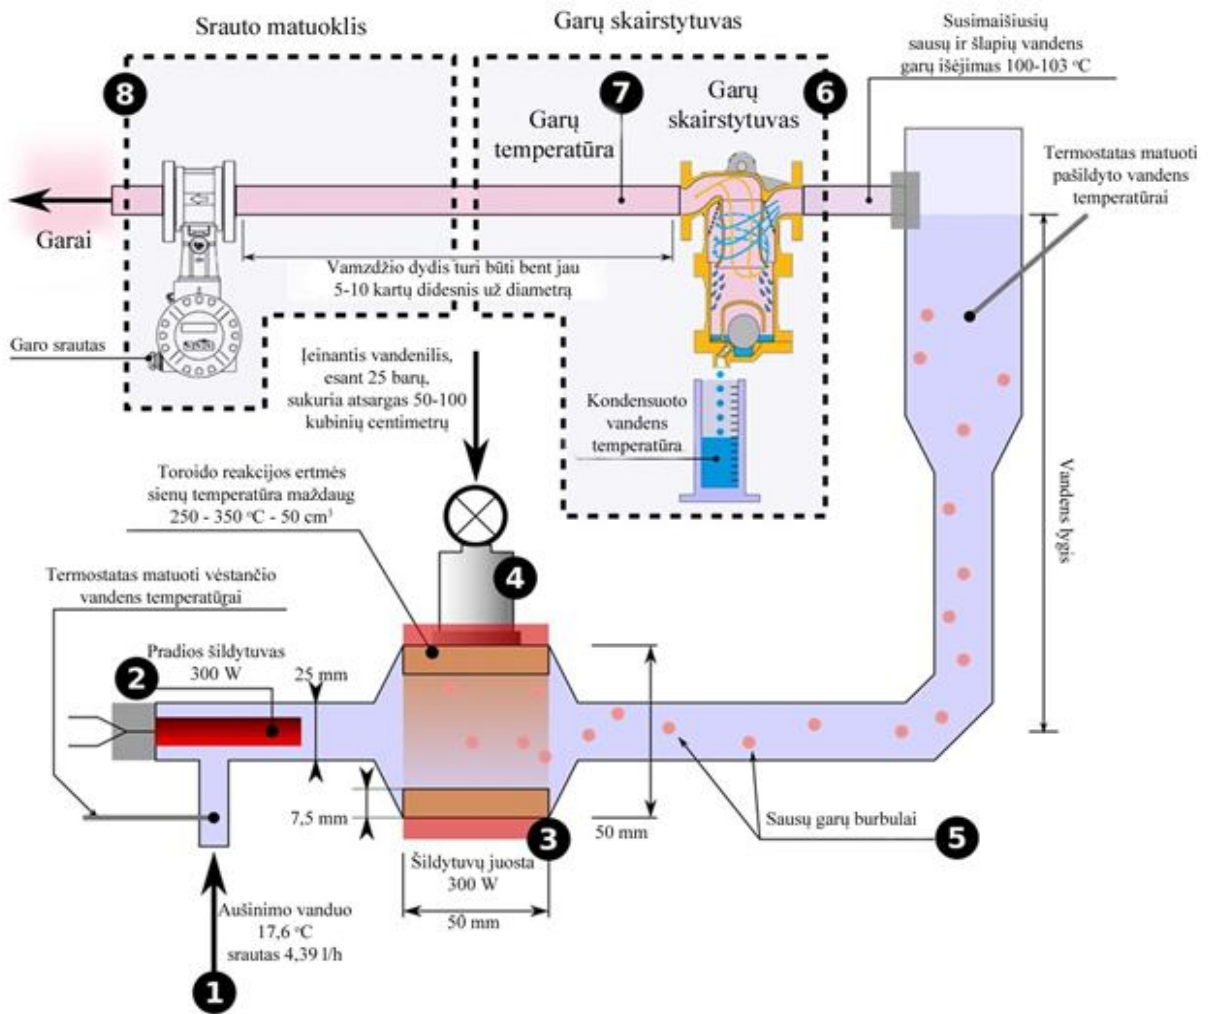 Srauto matuoklis
Garų skairstytuvas
Susimaišiusių
sausų ir šlapių vandens
garų išėjimas 100-103 °C
8
7
6
Garų
skairstytuvas
Garų
temperatūra
Termostatas matuoti
pašildyto vandens
temperatūrai
Garai
Vamzdžio dydis turi būti bent jau
5-10 kartų didesnis už diametrą
Garo srautas
Įeinantis vandenilis,
esant 25 barų,
sukuria atsargas 50-100
kubinių centimetrų
Kondensuoto
vandens
temperatūra
Toroido reakcijos ertmės
sienų temperatūra maždaug
250 - 350 °C - 50 cm³
Vandens lygis
4
Termostatas matuoti vėstančio
vandens temperatūrai
Pradios šildytuvas
300 W
2
25 mm
7,5 mm
50 mm
3
Sausų garų burbulai
5
Šildytuvų juosta
300 W
50 mm
Aušinimo vanduo
17,6 °C
srautas 4,39 l/h
1